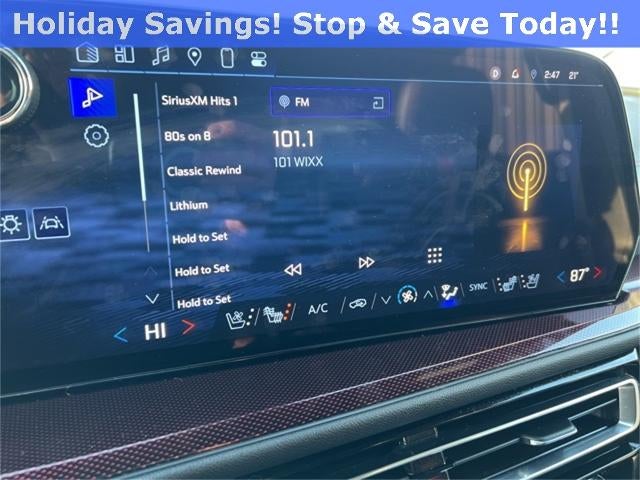 Holiday Savings! Stop & Save Today!!
D 2:47 21°
SiriusXM Hits 1
FM
80s on 8
101.1
101 WIXX
Classic Rewind
Lithium
Hold to Set
Hold to Set
Hold to Set
HI
A/C
SYNC
87°